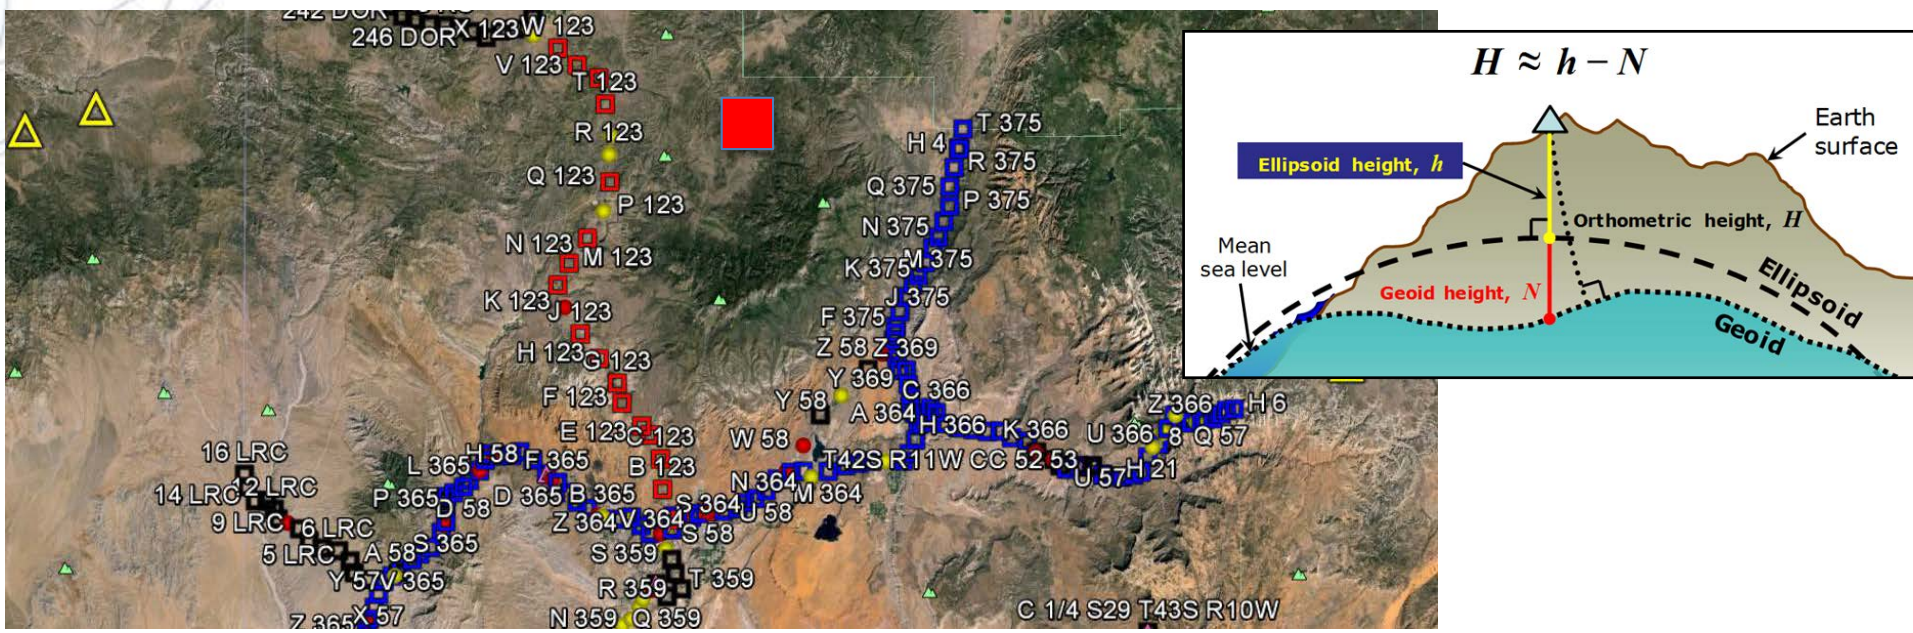 242 DOR
246 DOR
X 123
W 123
V 123
T 123
R 123
Q 123
P 123
N 123
M 123
K 123
J 123
H 123
G 123
F 123
E 123
C 123
B 123
T 375
H 4
R 375
Q 375
P 375
N 375
M 375
K 375
J 375
F 375
Z 58
Z 369
Y 369
Y 58
C 366
A 364
H 366
K 366
Z 366
H 6
U 366
8
Q 57
W 58
T42S R11W CC 52 53
H 21
U 57
16 LRC
12 LRC
14 LRC
9 LRC
6 LRC
5 LRC
L 365
H 58
F 365
P 365
D 58
D 365
B 365
N 364
M 364
Z 364
V 364
S 364
U 58
S 58
A 58
S 365
Y 57
V 365
X 57
Z 365
S 359
R 359
T 359
N 359
Q 359
C 1/4 S29 T43S R10W
H ≈ h − N
Earth
surface
Ellipsoid height, h
Orthometric height, H
Mean
sea level
Geoid height, N
Ellipsoid
Geoid